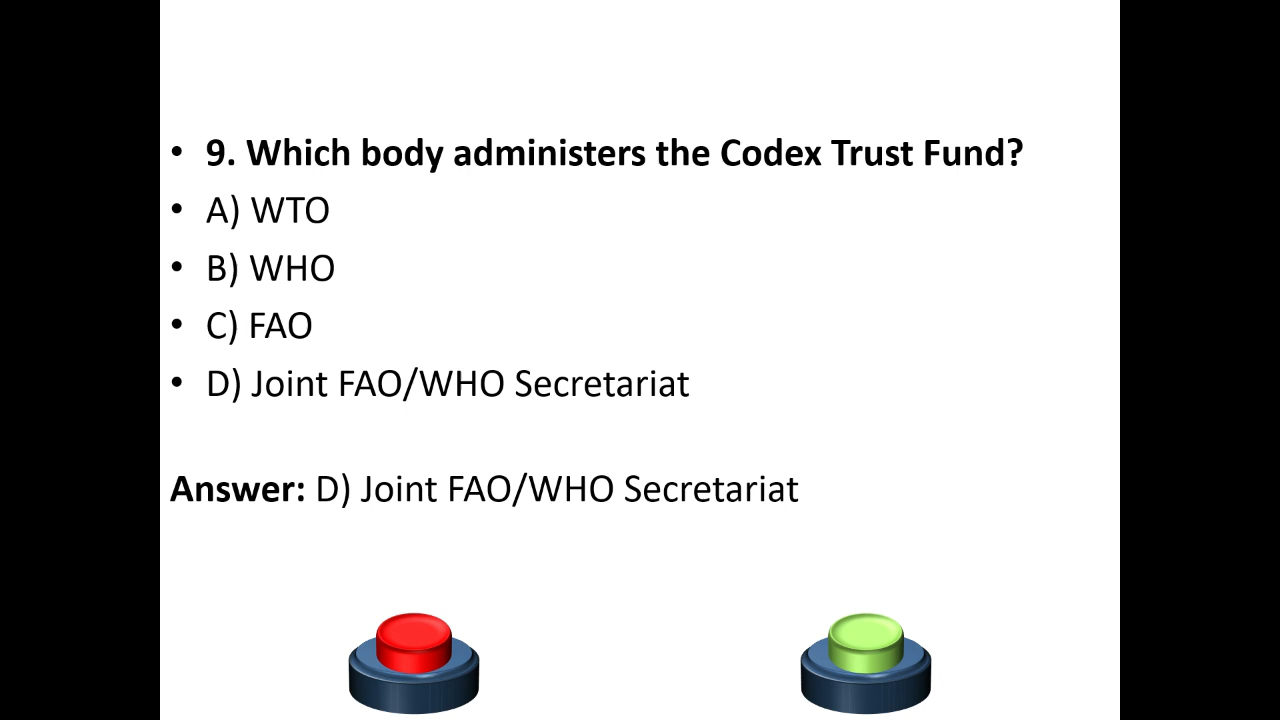 • 9. Which body administers the Codex Trust Fund?
• A) WTO
• B) WHO
• C) FAO
• D) Joint FAO/WHO Secretariat
Answer: D) Joint FAO/WHO Secretariat